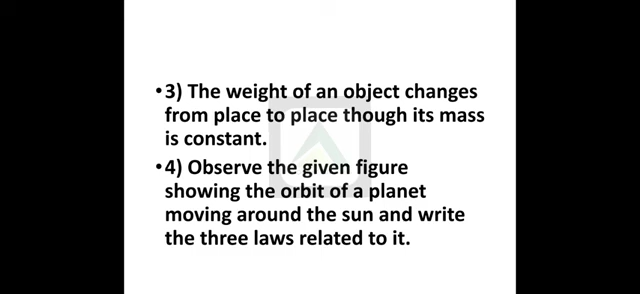 •3) The weight of an object changes
from place to place though its mass
is constant.
•4) Observe the given figure
showing the orbit of a planet
moving around the sun and write
the three laws related to it.